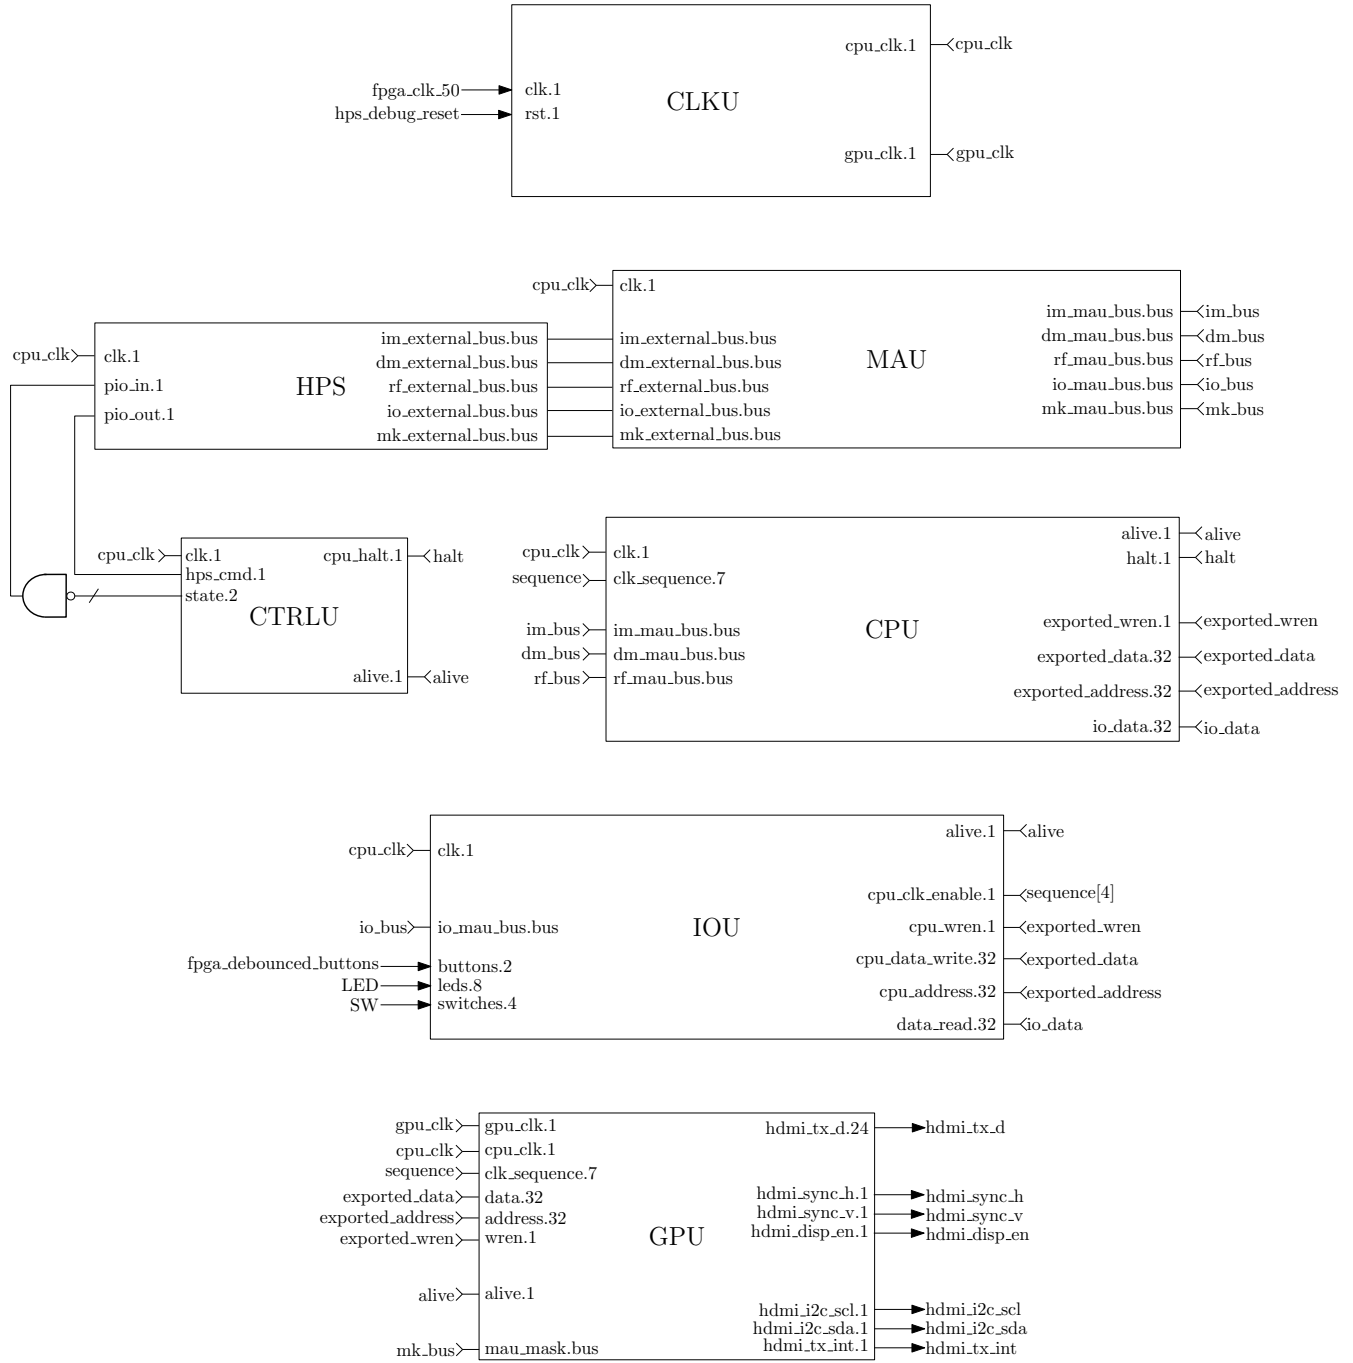 cpu_clk.1 cpu_clk
fpga_clk_50 clk.1
CLKU
hps_debug_reset rst.1
gpu_clk.1 gpu_clk
cpu_clk clk.1
im_mau_bus.bus im_bus
im_external_bus.bus im_external_bus.bus
dm_mau_bus.bus dm_bus
cpu_clk clk.1
dm_external_bus.bus dm_external_bus.bus
MAU
rf_mau_bus.bus rf_bus
pio_in.1
HPS
rf_external_bus.bus rf_external_bus.bus
io_mau_bus.bus io_bus
pio_out.1
io_external_bus.bus io_external_bus.bus
mk_mau_bus.bus mk_bus
mk_external_bus.bus mk_external_bus.bus
cpu_clk clk.1 cpu_halt.1 halt
hps_cmd.1
state.2
CTRLU
alive.1 alive
alive.1 alive
cpu_clk clk.1 halt.1 halt
sequence clk_sequence.7
im_bus im_mau_bus.bus
CPU
exported_wren.1 exported_wren
dm_bus dm_mau_bus.bus
exported_data.32 exported_data
rf_bus rf_mau_bus.bus
exported_address.32 exported_address
io_data.32 io_data
alive.1 alive
cpu_clk clk.1
cpu_clk_enable.1 sequence[4]
io_bus io_mau_bus.bus
IOU
cpu_wren.1 exported_wren
fpga_debounced_buttons buttons.2
cpu_data_write.32 exported_data
LED leds.8
cpu_address.32 exported_address
SW switches.4
data_read.32 io_data
gpu_clk gpu_clk.1
hdmi_tx_d.24 hdmi_tx_d
cpu_clk cpu_clk.1
sequence clk_sequence.7
exported_data data.32
hdmi_sync_h.1 hdmi_sync_h
exported_address address.32
hdmi_sync_v.1 hdmi_sync_v
exported_wren wren.1
GPU
hdmi_disp_en.1 hdmi_disp_en
alive alive.1
hdmi_i2c_scl.1 hdmi_i2c_scl
hdmi_i2c_sda.1 hdmi_i2c_sda
mk_bus mau_mask.bus
hdmi_tx_int.1 hdmi_tx_int